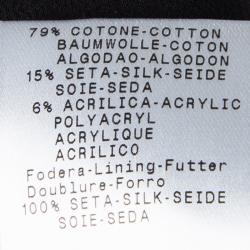 79% COTONE-COTTON
BAUMWOLLE-COTON
ALGODAO-ALGODON
15% SETA-SILK-SEIDE
SOIE-SEDA
6% ACRILICA-ACRYLIC
POLYACRYL
ACRYLIQUE
ACRILICO
Fodera-Lining-Futter
Doublure-Forro
100% SETA-SILK-SEIDE
SOIE-SEDA